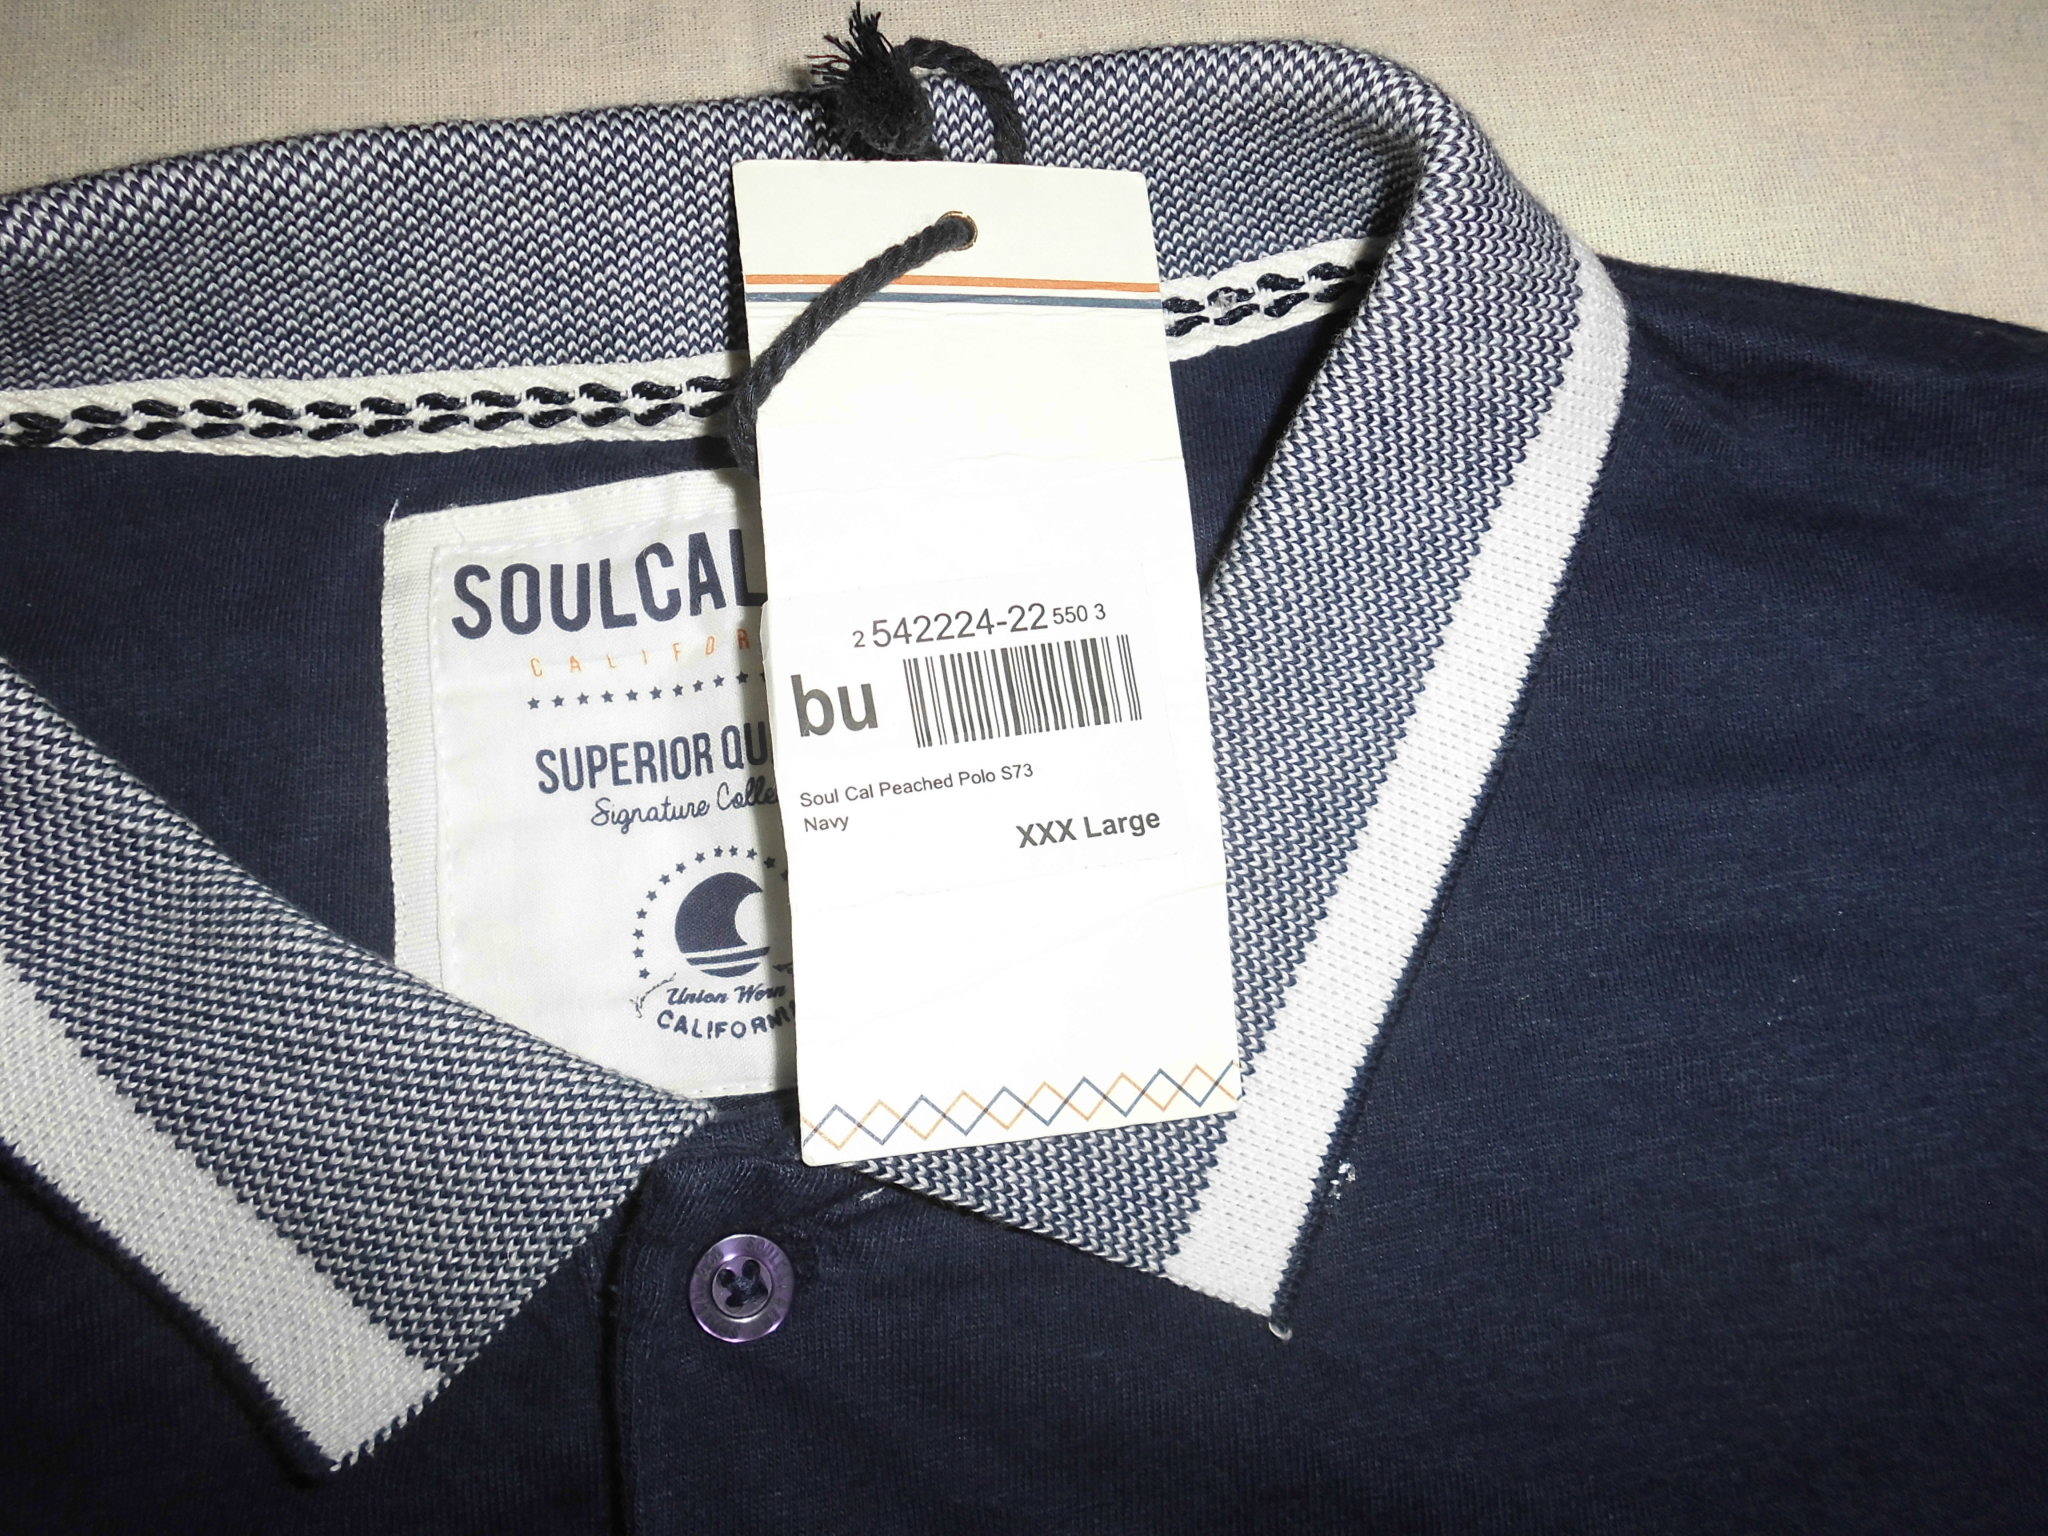 SOULCAL
CALIFOR
SUPERIOR QU
Signature Colle
Union Worn
CALIFORNI
2 542224-22 550 3
bu
Soul Cal Peached Polo S73
Navy
XXX Large